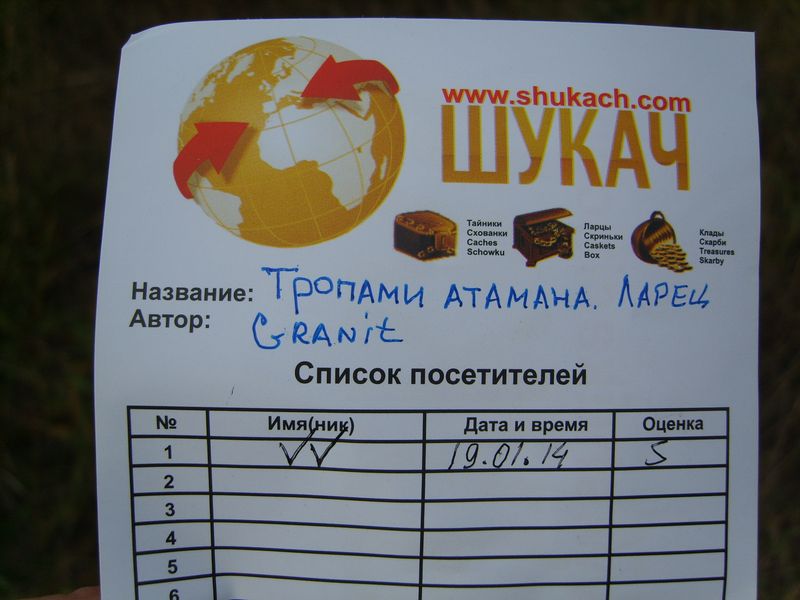 www.shukach.com
ШУКАЧ
Тайники
Схованки
Caches
Schowku
Ларцы
Скриньки
Caskets
Box
Клады
Скарби
Treasures
Skarby
Название: Тропами атамана. Ларец
Автор: Granit
Список посетителей
№ Имя(ник) Дата и время Оценка
1 VV 19.01.14 5
2
3
4
5
6